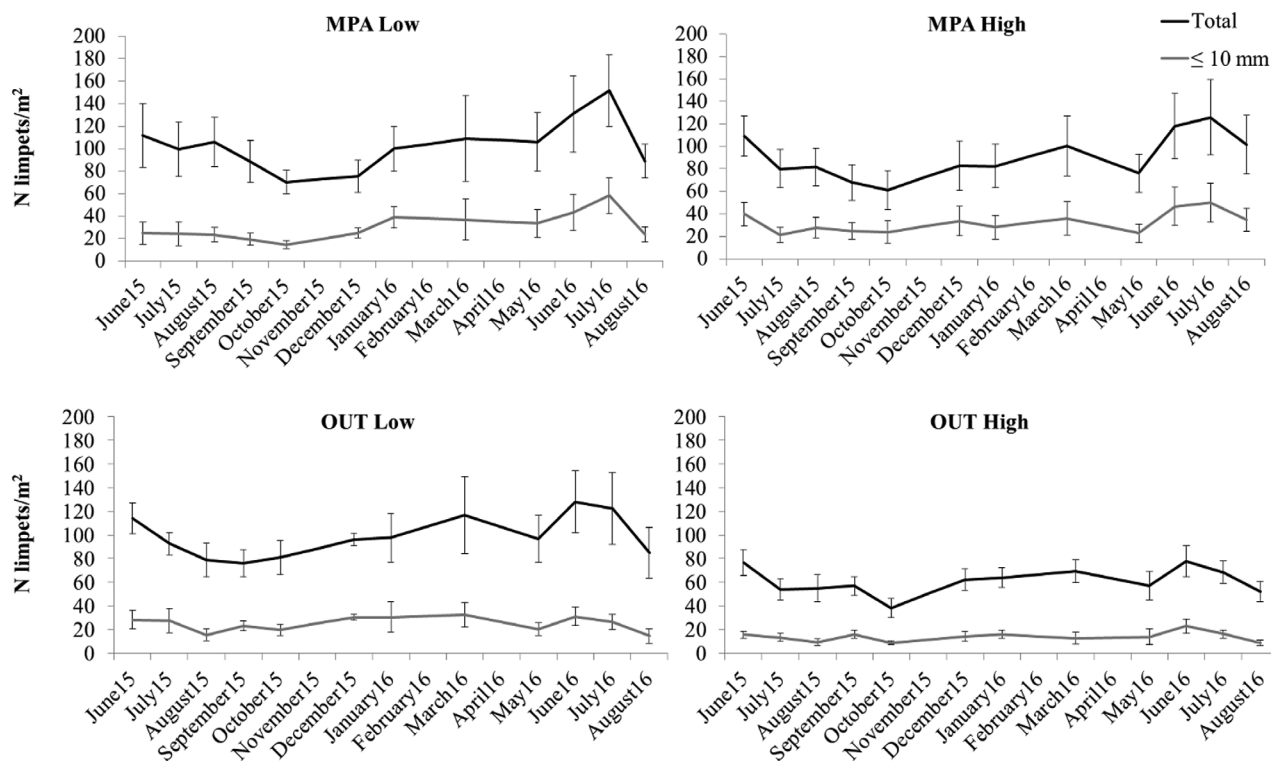 MPA Low
200
180
160
140
120
100
80
60
40
20
0
N limpets/m²
June15
July15
August15
September15
October15
November15
December15
January16
February16
March16
April16
May16
June16
July16
August16
MPA High
Total
≤ 10 mm
200
180
160
140
120
100
80
60
40
20
0
June15
July15
August15
September15
October15
November15
December15
January16
February16
March16
April16
May16
June16
July16
August16
OUT Low
200
180
160
140
120
100
80
60
40
20
0
N limpets/m²
June15
July15
August15
September15
October15
November15
December15
January16
February16
March16
April16
May16
June16
July16
August16
OUT High
200
180
160
140
120
100
80
60
40
20
0
June15
July15
August15
September15
October15
November15
December15
January16
February16
March16
April16
May16
June16
July16
August16